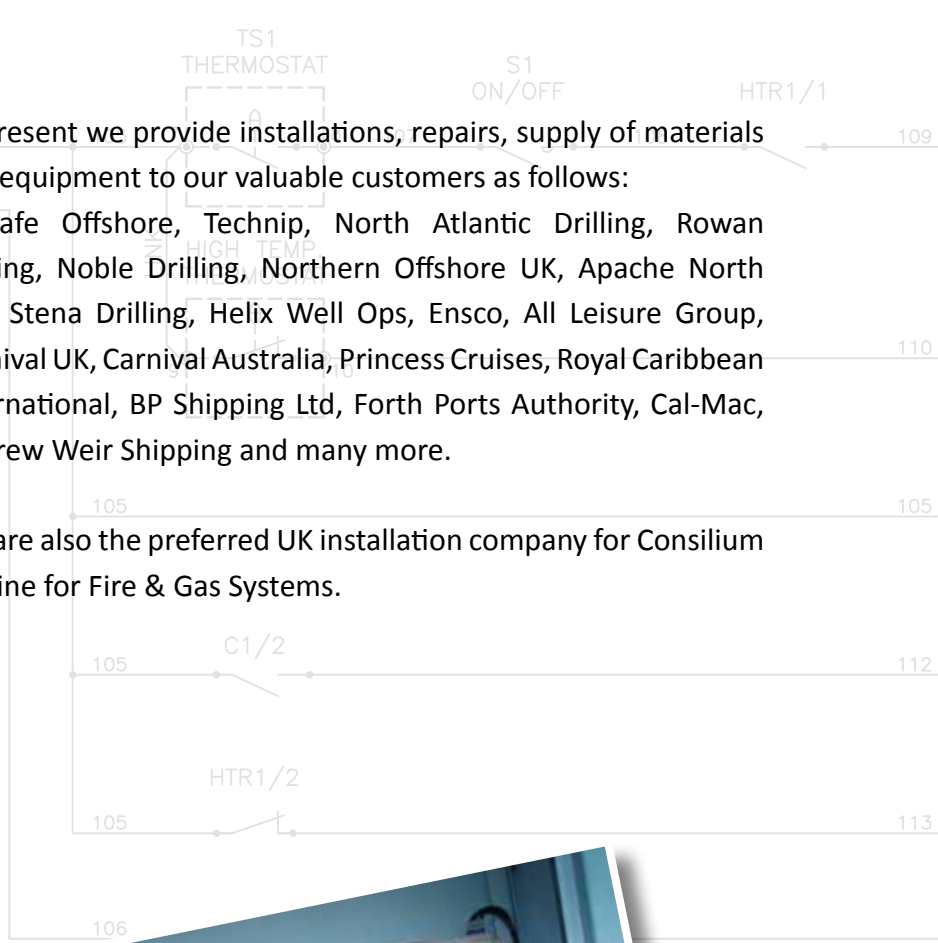 TS1
THERMOSTAT
S1
ON/OFF
HTR1/1
resent we provide installations, repairs, supply of materials
109
equipment to our valuable customers as follows:
afe Offshore, Technip, North Atlantic Drilling, Rowan
HIGH TEMP.
THERMOSTAT
ing, Noble Drilling, Northern Offshore UK, Apache North
Stena Drilling, Helix Well Ops, Ensco, All Leisure Group,
110
ival UK, Carnival Australia, Princess Cruises, Royal Caribbean
rnational, BP Shipping Ltd, Forth Ports Authority, Cal-Mac,
rew Weir Shipping and many more.
105 105
are also the preferred UK installation company for Consilium
ine for Fire & Gas Systems.
C1/2
105 112
HTR1/2
105 113
106